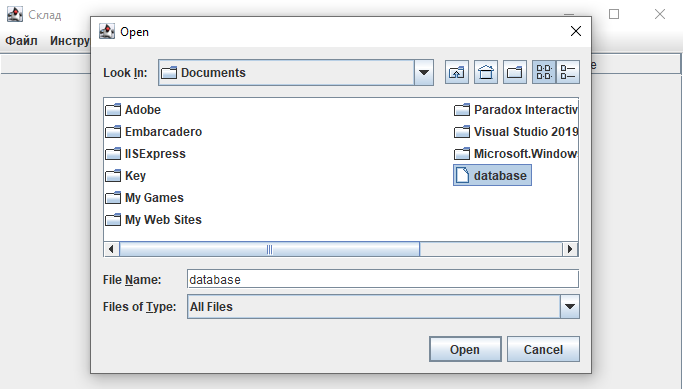 Склад
Файл Инстру
Open
Look In: Documents
Adobe
Embarcadero
IISExpress
Key
My Games
My Web Sites
Paradox Interactiv
Visual Studio 2019
Microsoft.Window
database
File Name: database
Files of Type: All Files
Open Cancel